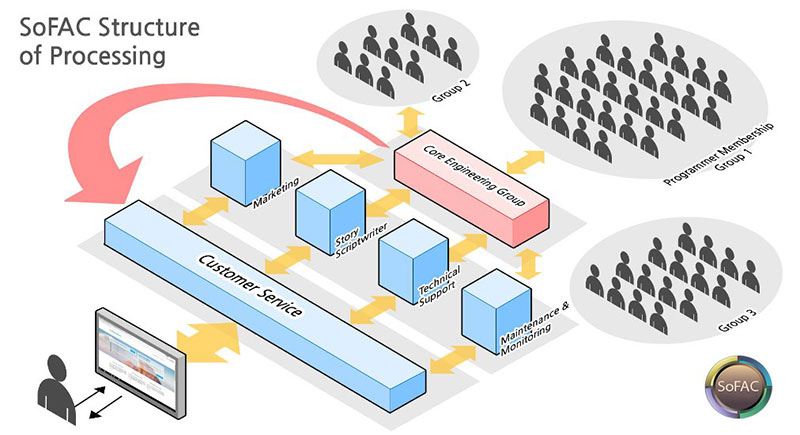 SoFAC Structure
of Processing
Group 2
Programmer Membership
Group 1
Core Engineering Group
Marketing
Story
Scriptwriter
Technical
Support
Maintenance &
Monitoring
Customer Service
Group 3
SoFAC